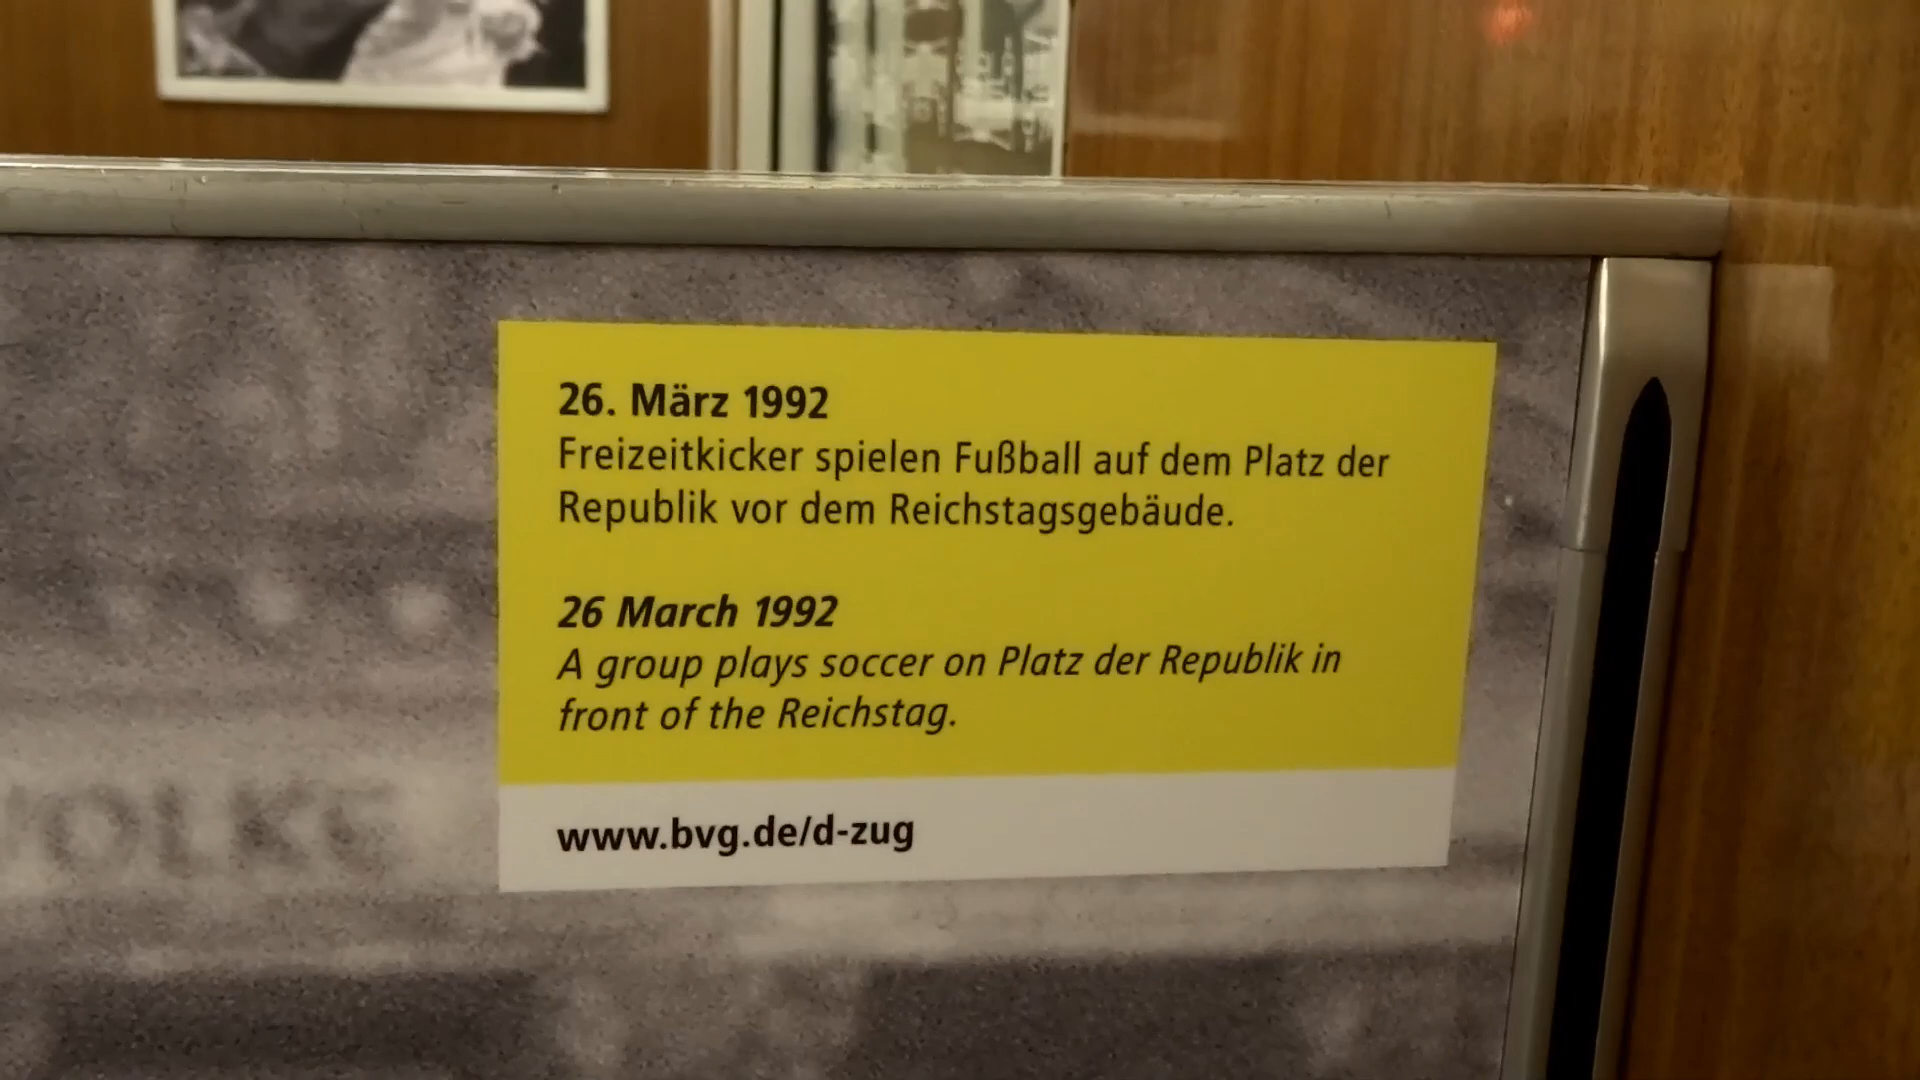 26. März 1992
Freizeitkicker spielen Fußball auf dem Platz der
Republik vor dem Reichstagsgebäude.
26 March 1992
A group plays soccer on Platz der Republik in
front of the Reichstag.
www.bvg.de/d-zug
OLKE